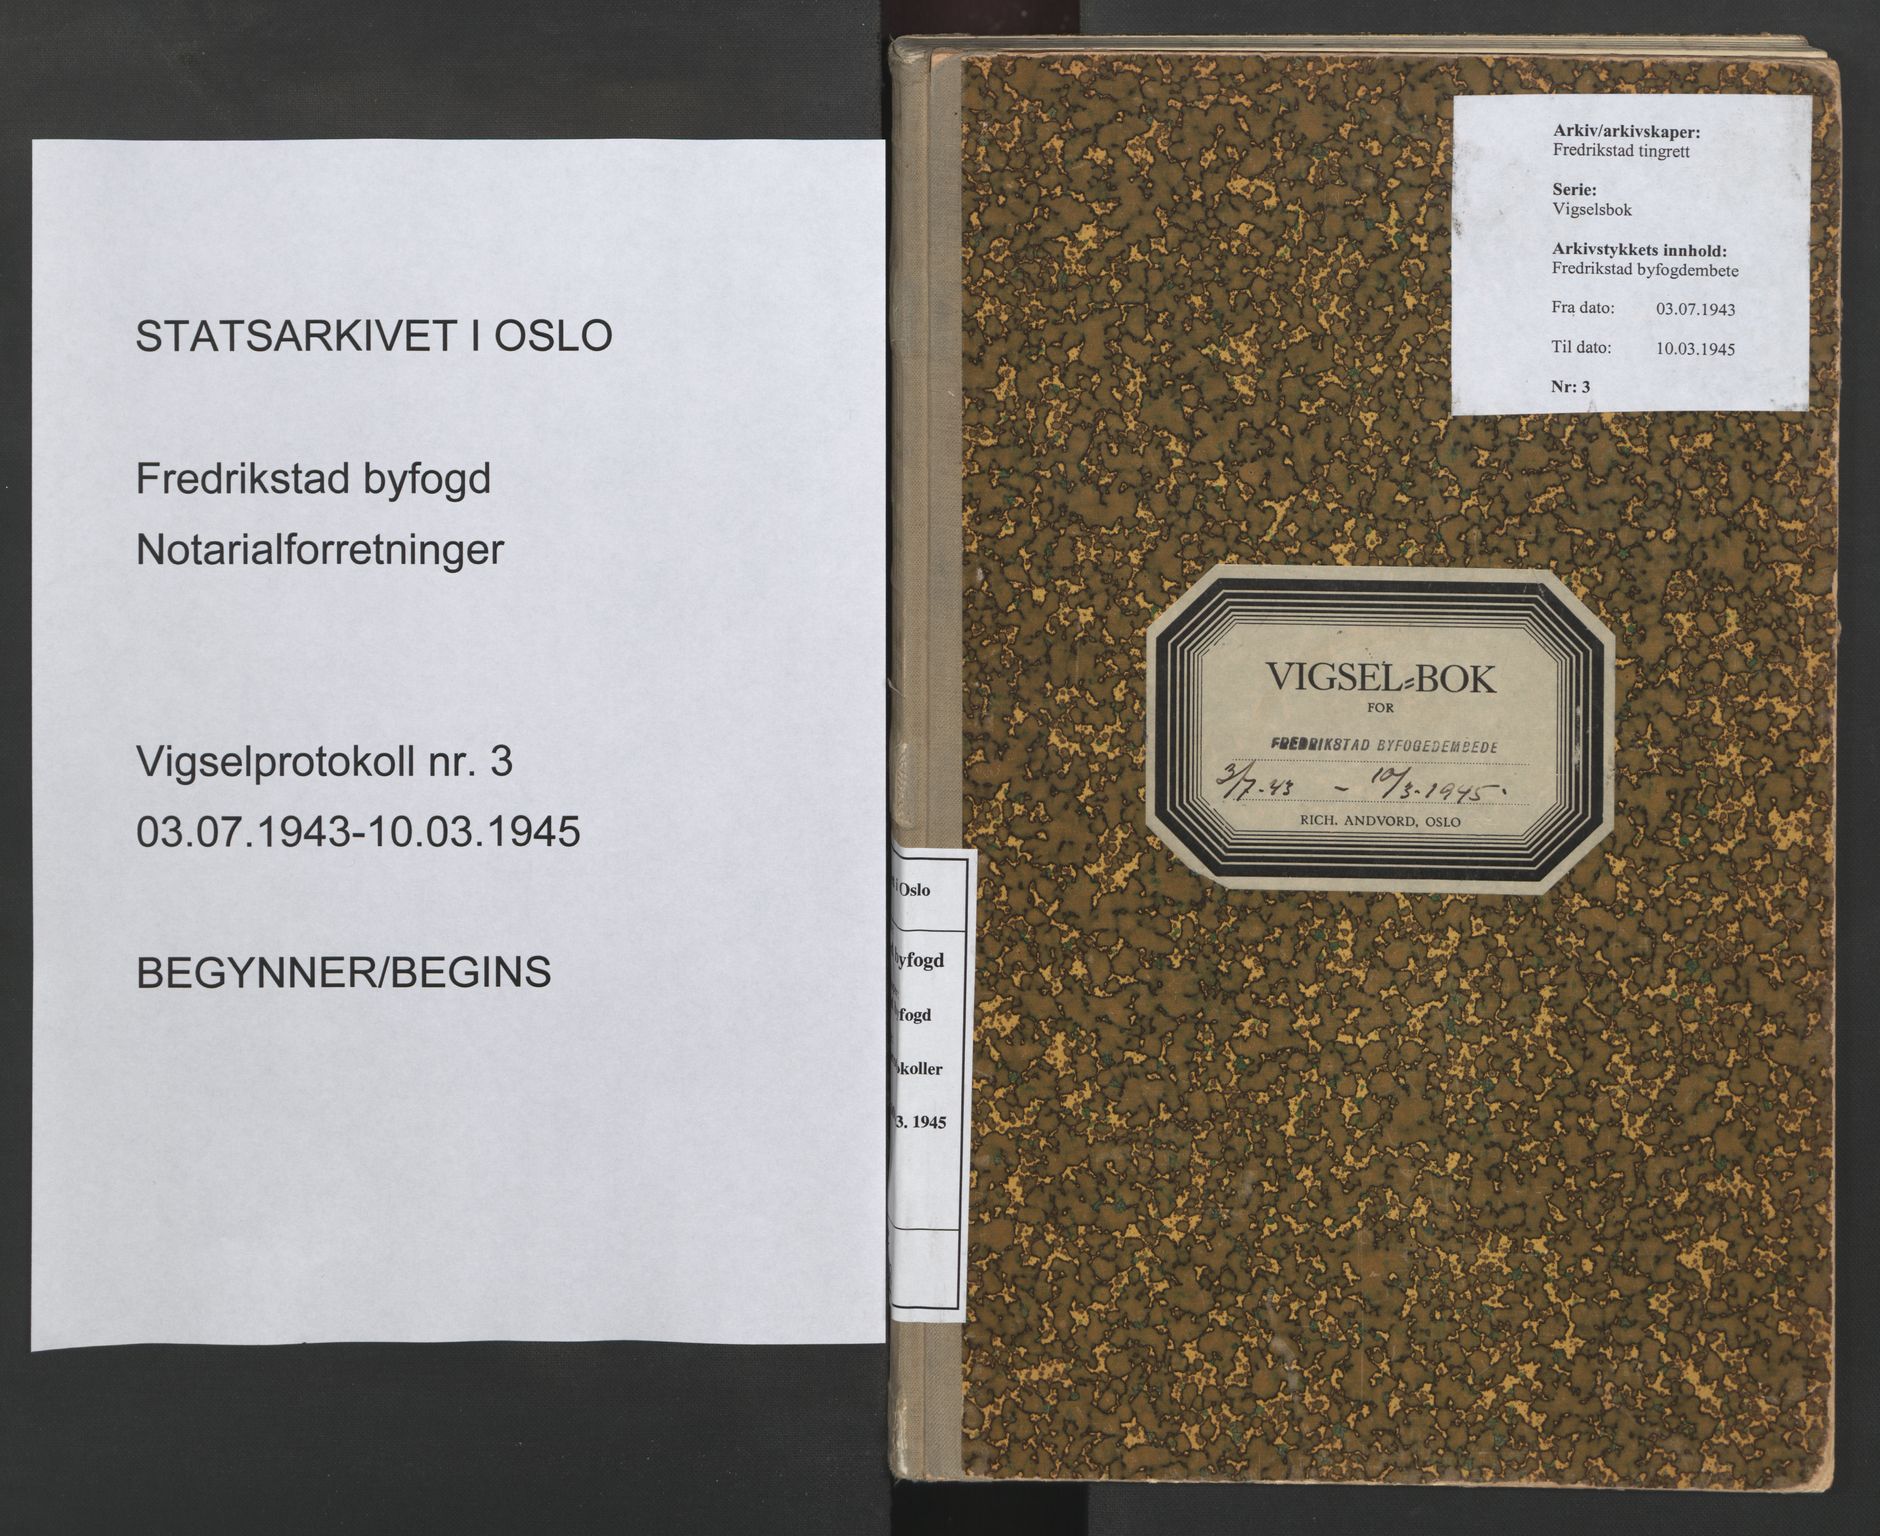 STATSARKIVET I OSLO
Fredrikstad byfogd
Notarialforretninger
Vigselprotokoll nr. 3
03.07.1943-10.03.1945
BEGYNNER/BEGINS
Arkiv/arkivskaper:
Fredrikstad tingrett
Serie:
Vigselsbok
Arkivstykkets innhold:
Fredrikstad byfogdembete
Fra dato: 03.07.1943
Til dato: 10.03.1945
Nr: 3
VIGSEL=BOK
FOR
FREDRIKSTAD BYFOGEDEMBEDE
3/7-43 - 10/3-1945.
RICH. ANDVORD, OSLO
i Oslo
byfogd
fogd
koller
3. 1945